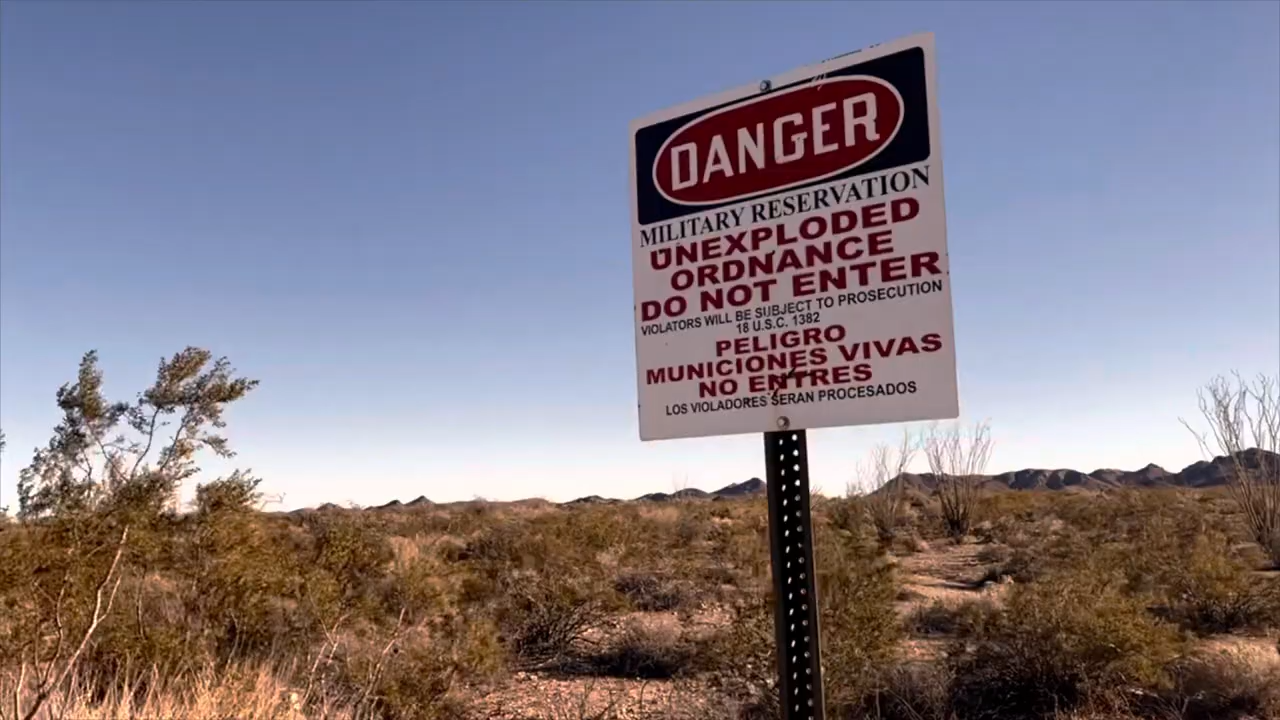 DANGER
MILITARY RESERVATION
UNEXPLODED
ORDNANCE
DO NOT ENTER
VIOLATORS WILL BE SUBJECT TO PROSECUTION
18 U.S.C. 1382
PELIGRO
MUNICIONES VIVAS
NO ENTRES
LOS VIOLADORES SERAN PROCESADOS